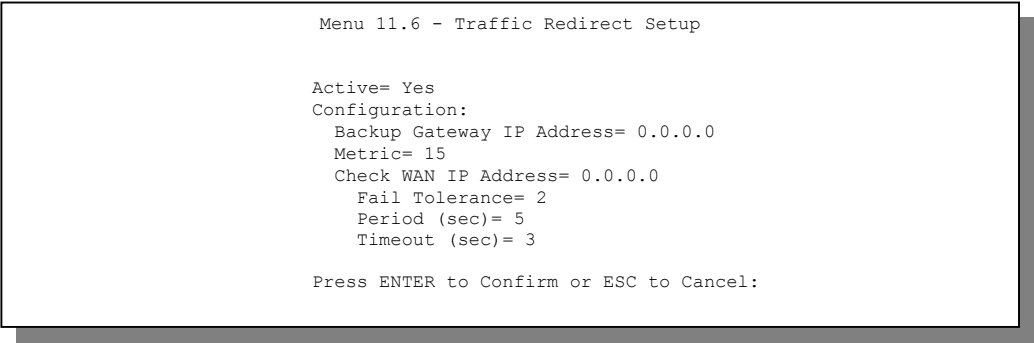 Menu 11.6 - Traffic Redirect Setup
Active= Yes
Configuration:
Backup Gateway IP Address= 0.0.0.0
Metric= 15
Check WAN IP Address= 0.0.0.0
Fail Tolerance= 2
Period (sec)= 5
Timeout (sec)= 3
Press ENTER to Confirm or ESC to Cancel: